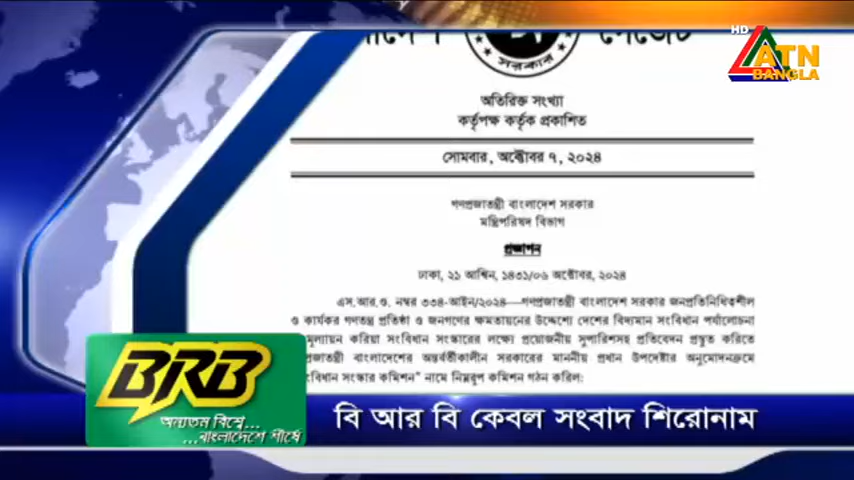 গেজেট
সরকার
HD
ATN
BANGLA
অতিরিক্ত সংখ্যা
কর্তৃপক্ষ কর্তৃক প্রকাশিত
সোমবার, অক্টোবর ৭, ২০২৪
গণপ্রজাতন্ত্রী বাংলাদেশ সরকার
মন্ত্রিপরিষদ বিভাগ
প্রজ্ঞাপন
ঢাকা, ২১ আশ্বিন, ১৪৩১/০৬ অক্টোবর, ২০২৪
এস.আর.ও. নম্বর ৩৩৪-আইন/২০২৪—গণপ্রজাতন্ত্রী বাংলাদেশ সরকার জনপ্রতিনিধিত্বশীল
ও কার্যকর গণতন্ত্র প্রতিষ্ঠা ও জনগণের ক্ষমতায়নের উদ্দেশ্যে দেশের বিদ্যমান সংবিধান পর্যালোচনা
মূল্যায়ন করিয়া সংবিধান সংস্কারের লক্ষ্যে প্রয়োজনীয় সুপারিশসহ প্রতিবেদন প্রস্তুত করিতে
প্রজাতন্ত্রী বাংলাদেশের অন্তর্বর্তীকালীন সরকারের মাননীয় প্রধান উপদেষ্টার অনুমোদনক্রমে
ংবিধান সংস্কার কমিশন” নামে নিম্নরূপ কমিশন গঠন করিল:
BRB
অন্যতম বিশ্বে...
...বাংলাদেশে শীর্ষে
বি আর বি কেবল সংবাদ শিরোনাম